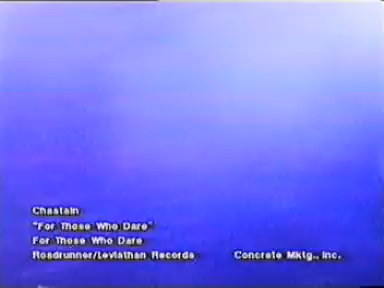 Chastain
"For Those Who Dare"
For Those Who Dare
Roadrunner/Leviathan Records
Concrete Mktg., Inc.